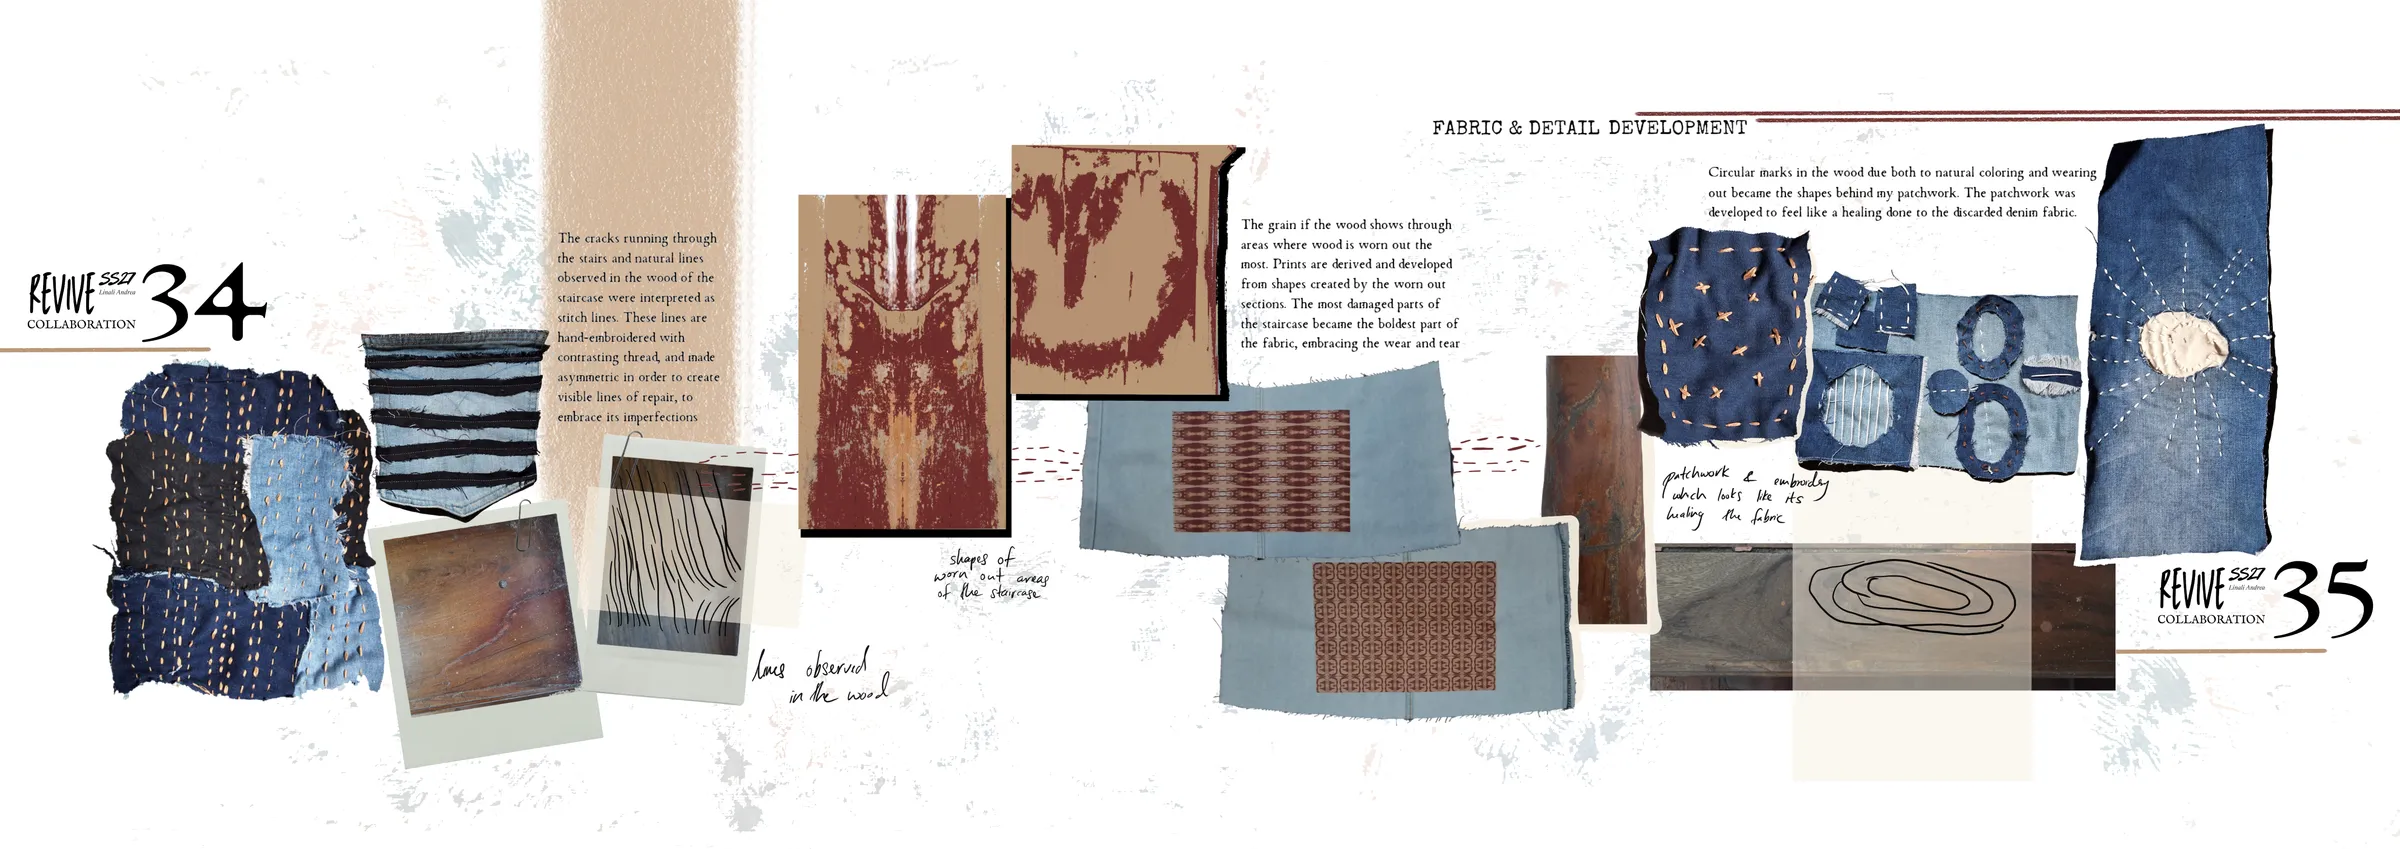 REVIVE SS27
Linali Andrea
COLLABORATION
34
The cracks running through
the stairs and natural lines
observed in the wood of the
staircase were interpreted as
stitch lines. These lines are
hand-embroidered with
contrasting thread, and made
asymmetric in order to create
visible lines of repair, to
embrace its imperfections
lines observed
in the wood
shapes of
worn out areas
of the staircase
The grain if the wood shows through
areas where wood is worn out the
most. Prints are derived and developed
from shapes created by the worn out
sections. The most damaged parts of
the staircase became the boldest part of
the fabric, embracing the wear and tear
FABRIC & DETAIL DEVELOPMENT
Circular marks in the wood due both to natural coloring and wearing
out became the shapes behind my patchwork. The patchwork was
developed to feel like a healing done to the discarded denim fabric.
patchwork & embroidey
which looks like its
healing the fabric
REVIVE SS27
Linali Andrea
COLLABORATION
35